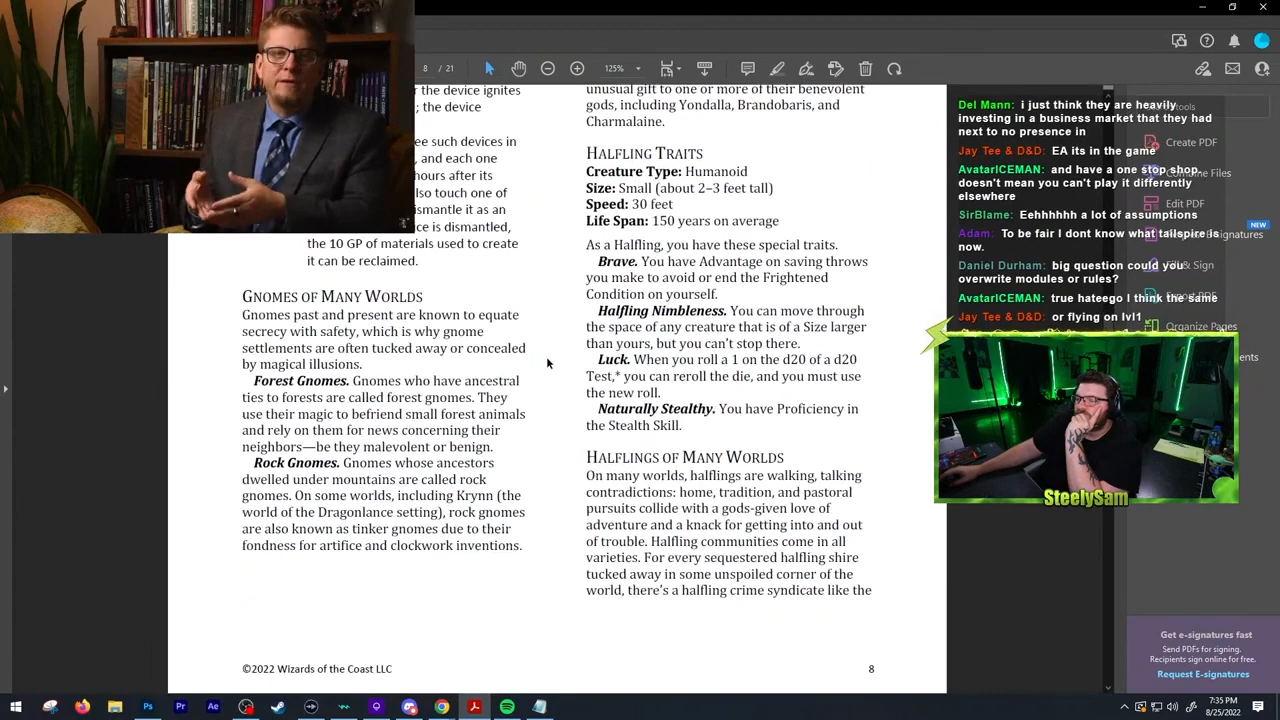 8 / 21
125%
r the device ignites
; the device
ee such devices in
, and each one
hours after its
lso touch one of
ismantle it as an
ce is dismantled,
the 10 GP of materials used to create
it can be reclaimed.
GNOMES OF MANY WORLDS
Gnomes past and present are known to equate
secrecy with safety, which is why gnome
settlements are often tucked away or concealed
by magical illusions.
Forest Gnomes. Gnomes who have ancestral
ties to forests are called forest gnomes. They
use their magic to befriend small forest animals
and rely on them for news concerning their
neighbors—be they malevolent or benign.
Rock Gnomes. Gnomes whose ancestors
dwelled under mountains are called rock
gnomes. On some worlds, including Krynn (the
world of the Dragonlance setting), rock gnomes
are also known as tinker gnomes due to their
fondness for artifice and clockwork inventions.
unusual gift to one or more of their benevolent
gods, including Yondalla, Brandobaris, and
Charmalaine.
HALFLING TRAITS
Creature Type: Humanoid
Size: Small (about 2–3 feet tall)
Speed: 30 feet
Life Span: 150 years on average
As a Halfling, you have these special traits.
Brave. You have Advantage on saving throws
you make to avoid or end the Frightened
Condition on yourself.
Halfling Nimbleness. You can move through
the space of any creature that is of a Size larger
than yours, but you can't stop there.
Luck. When you roll a 1 on the d20 of a d20
Test,* you can reroll the die, and you must use
the new roll.
Naturally Stealthy. You have Proficiency in
the Stealth Skill.
HALFLINGS OF MANY WORLDS
On many worlds, halflings are walking, talking
contradictions: home, tradition, and pastoral
pursuits collide with a gods-given love of
adventure and a knack for getting into and out
of trouble. Halfling communities come in all
varieties. For every sequestered halfling shire
tucked away in some unspoiled corner of the
world, there's a halfling crime syndicate like the
©2022 Wizards of the Coast LLC
8
Del Mann: i just think they are heavily
investing in a business market that they had
next to no presence in
Jay Tee & D&D: EA its in the game
AvatarICEMAN: and have a one stop shop.
doesn't mean you can't play it differently
elsewhere
SirBlame: Eehhhhhh a lot of assumptions
Adam: To be fair I dont know what talespire is
now.
Daniel Durham: big question could you
overwrite modules or rules?
AvatarICEMAN: true hateego I think the same
Jay Tee & D&D: or flying on lvl1
Create PDF
Edit PDF
NEW
Organize Pages
SteelySam
Get e-signatures fast
Send PDFs for signing.
Recipients sign online for free.
Request E-signatures
7:35 PM
8/25/2022